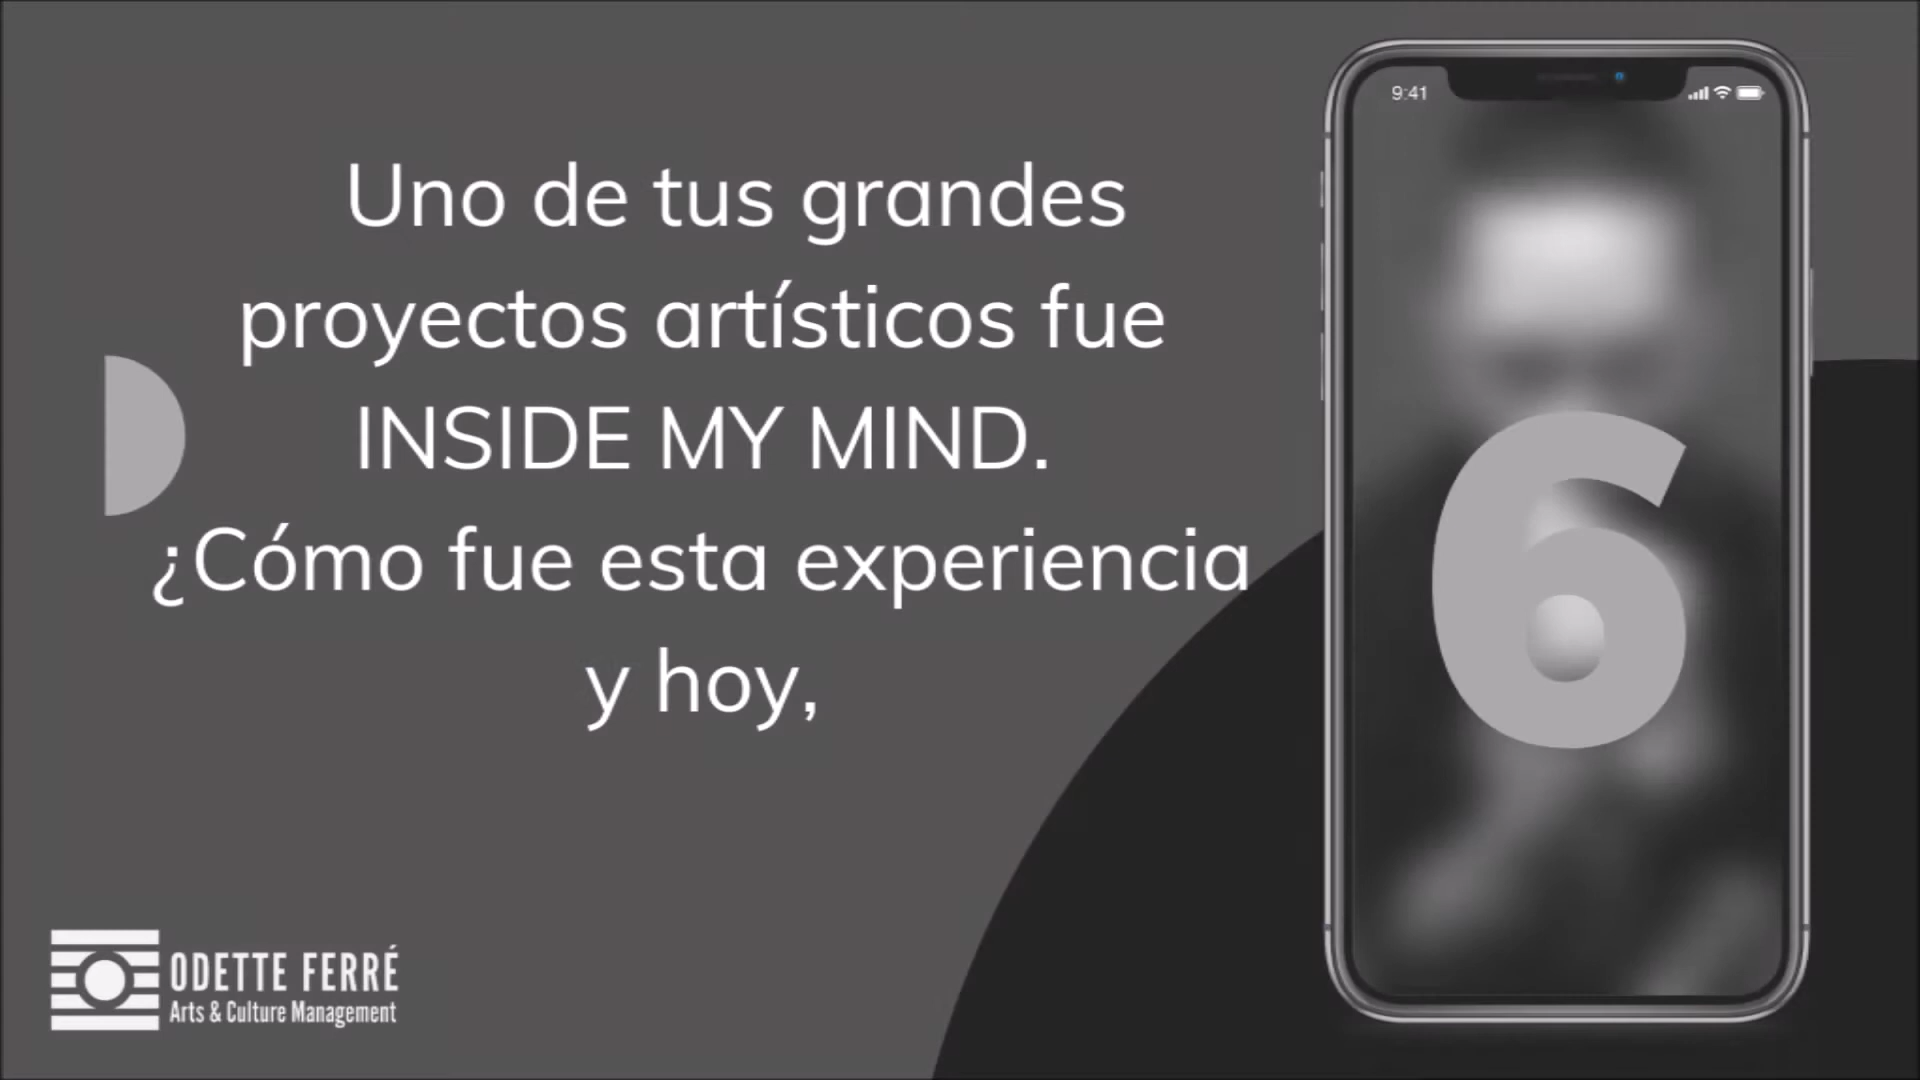 Uno de tus grandes
proyectos artísticos fue
INSIDE MY MIND.
¿Cómo fue esta experiencia
y hoy,
9:41
6
ODETTE FERRÉ
Arts & Culture Management